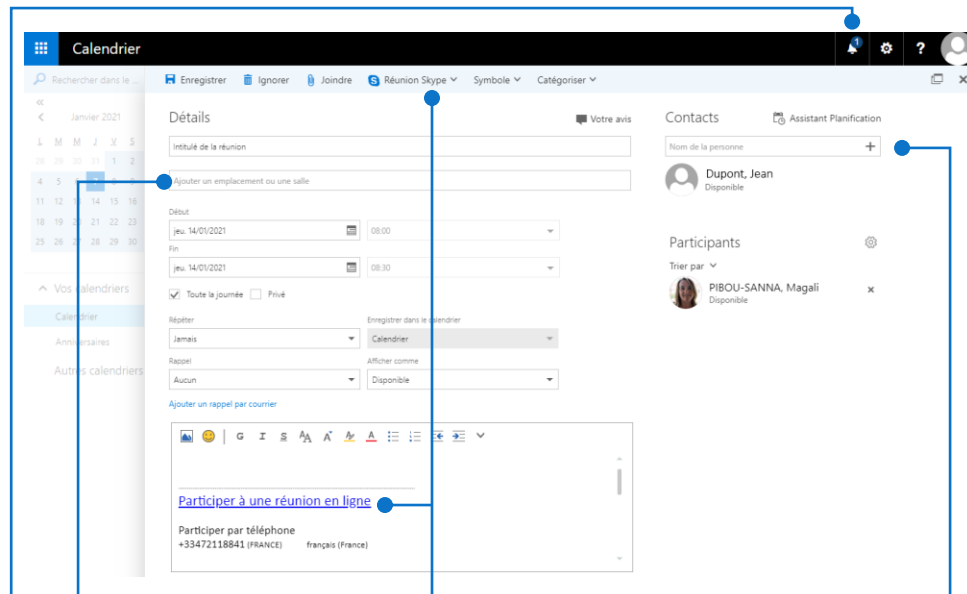 Calendrier
1
?
Rechercher dans le ...
Enregistrer Ignorer Joindre Réunion Skype Symbole Catégoriser
Janvier 2021
L M M J V S
28 29 30 31 1 2
4 5 6 7 8 9
11 12 13 14 15 16
18 19 20 21 22 23
25 26 27 28 29 30
Vos calendriers
Calendrier
Anniversaires
Autres calendriers
Détails
Votre avis
Intitulé de la réunion
Ajouter un emplacement ou une salle
Début
jeu. 14/01/2021 08:00
Fin
jeu. 14/01/2021 08:30
Toute la journée Privé
Répéter Enregistrer dans le calendrier
Jamais Calendrier
Rappel Afficher comme
Aucun Disponible
Ajouter un rappel par courrier
G I S
Participer à une réunion en ligne
Participer par téléphone
+33472118841 (FRANCE) français (France)
Contacts Assistant Planification
Nom de la personne
Dupont, Jean
Disponible
Participants
Trier par
PIBOU-SANNA, Magali
Disponible